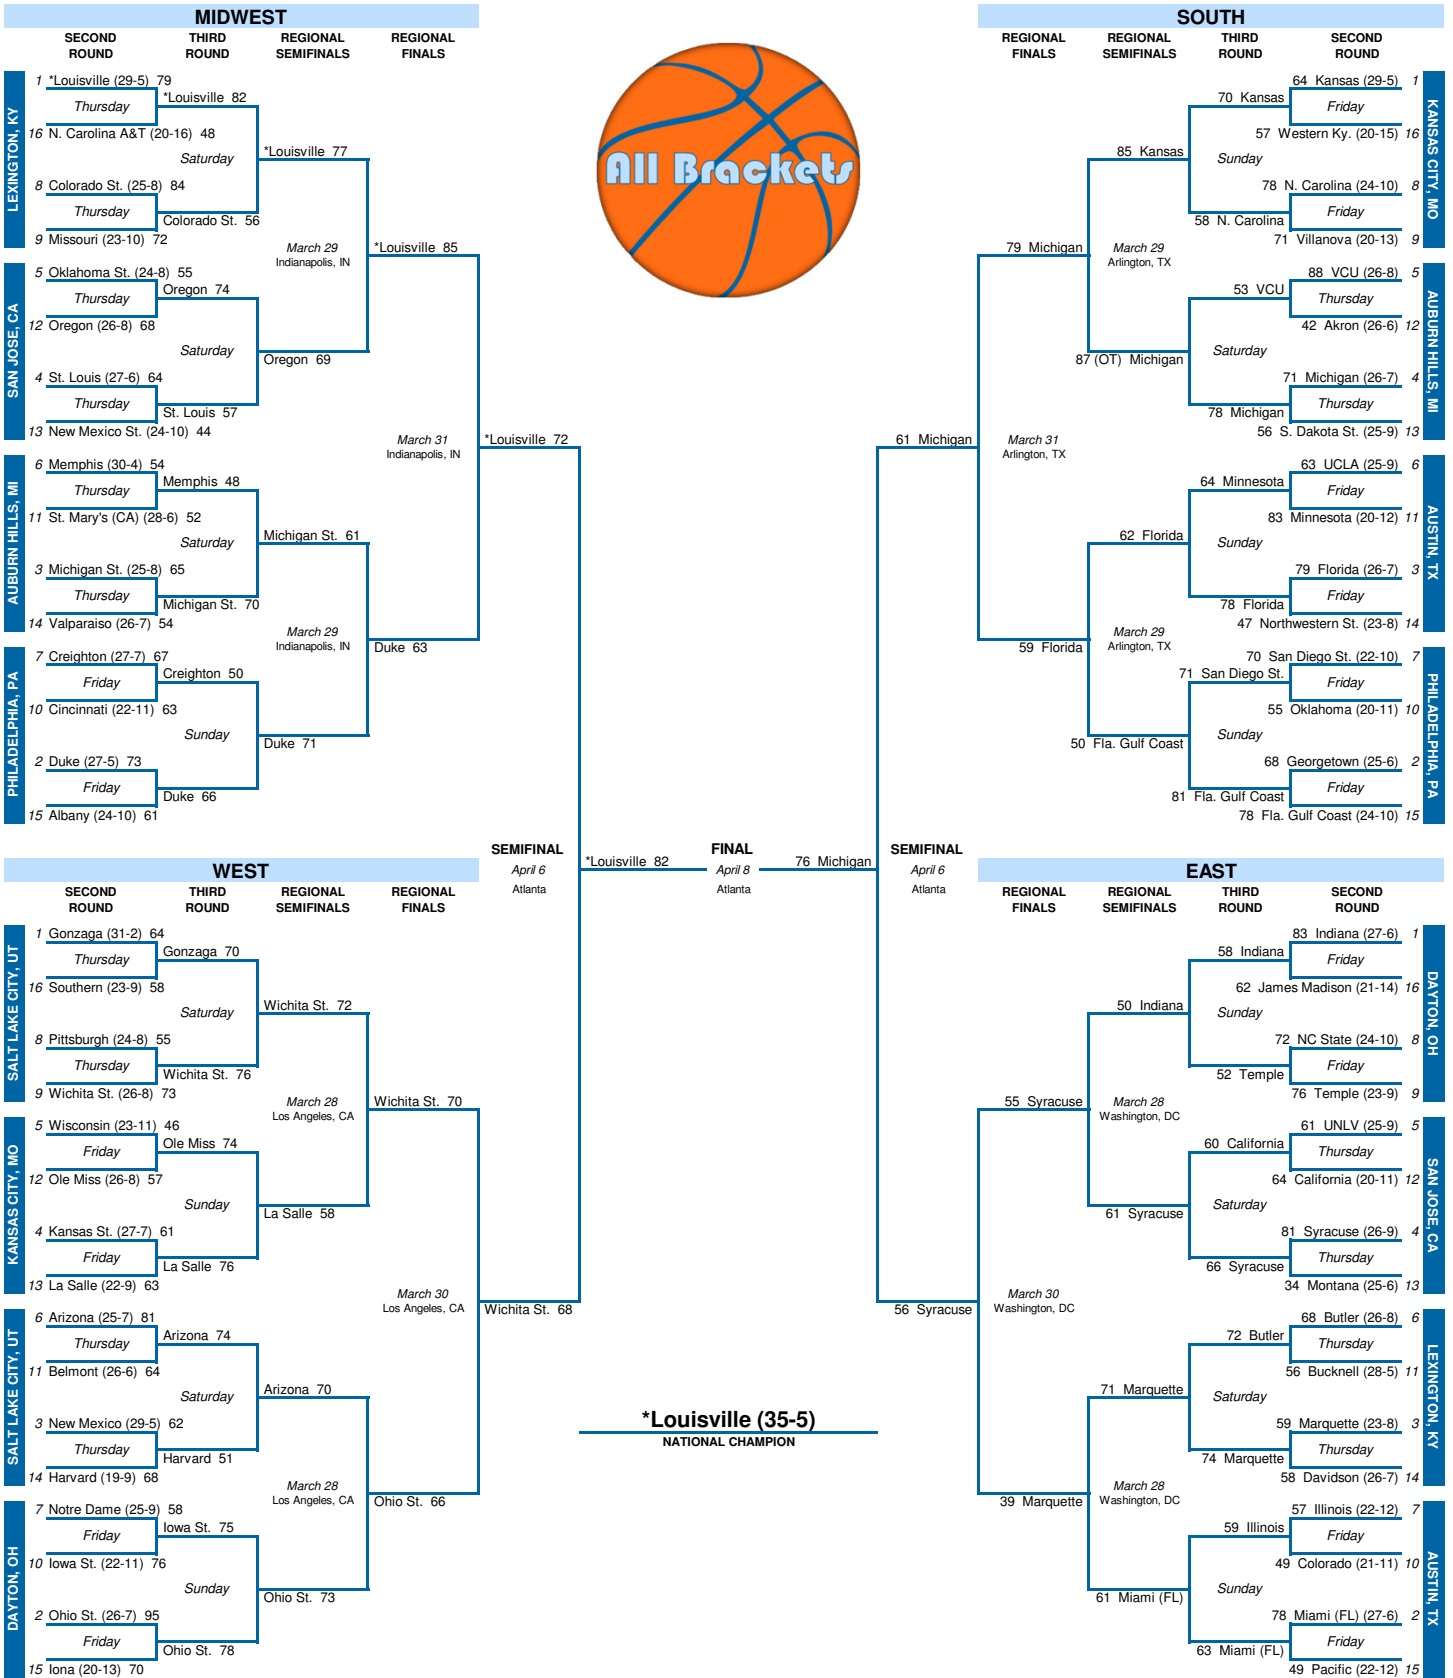 MIDWEST
SECOND ROUND
THIRD ROUND
REGIONAL SEMIFINALS
REGIONAL FINALS
LEXINGTON, KY
1 *Louisville (29-5) 79
Thursday
16 N. Carolina A&T (20-16) 48
*Louisville 82
Saturday
8 Colorado St. (25-8) 84
Thursday
9 Missouri (23-10) 72
Colorado St. 56
*Louisville 77
March 29
Indianapolis, IN
SAN JOSE, CA
5 Oklahoma St. (24-8) 55
Thursday
12 Oregon (26-8) 68
Oregon 74
Saturday
4 St. Louis (27-6) 64
Thursday
13 New Mexico St. (24-10) 44
St. Louis 57
Oregon 69
*Louisville 85
March 31
Indianapolis, IN
AUBURN HILLS, MI
6 Memphis (30-4) 54
Thursday
11 St. Mary's (CA) (28-6) 52
Memphis 48
Saturday
3 Michigan St. (25-8) 65
Thursday
14 Valparaiso (26-7) 54
Michigan St. 70
Michigan St. 61
March 29
Indianapolis, IN
PHILADELPHIA, PA
7 Creighton (27-7) 67
Friday
10 Cincinnati (22-11) 63
Creighton 50
Sunday
2 Duke (27-5) 73
Friday
15 Albany (24-10) 61
Duke 66
Duke 71
Duke 63
*Louisville 72
All Brackets
SOUTH
REGIONAL FINALS
REGIONAL SEMIFINALS
THIRD ROUND
SECOND ROUND
KANSAS CITY, MO
64 Kansas (29-5) 1
Friday
57 Western Ky. (20-15) 16
70 Kansas
Sunday
78 N. Carolina (24-10) 8
Friday
71 Villanova (20-13) 9
58 N. Carolina
85 Kansas
March 29
Arlington, TX
AUBURN HILLS, MI
88 VCU (26-8) 5
Thursday
42 Akron (26-6) 12
53 VCU
Saturday
71 Michigan (26-7) 4
Thursday
56 S. Dakota St. (25-9) 13
78 Michigan
87 (OT) Michigan
79 Michigan
March 31
Arlington, TX
AUSTIN, TX
63 UCLA (25-9) 6
Friday
83 Minnesota (20-12) 11
64 Minnesota
Sunday
79 Florida (26-7) 3
Friday
47 Northwestern St. (23-8) 14
78 Florida
62 Florida
March 29
Arlington, TX
PHILADELPHIA, PA
70 San Diego St. (22-10) 7
Friday
55 Oklahoma (20-11) 10
71 San Diego St.
Sunday
68 Georgetown (25-6) 2
Friday
78 Fla. Gulf Coast (24-10) 15
81 Fla. Gulf Coast
50 Fla. Gulf Coast
59 Florida
61 Michigan
SEMIFINAL
April 6
Atlanta
*Louisville 82
FINAL
April 8
Atlanta
76 Michigan
SEMIFINAL
April 6
Atlanta
WEST
SECOND ROUND
THIRD ROUND
REGIONAL SEMIFINALS
REGIONAL FINALS
SALT LAKE CITY, UT
1 Gonzaga (31-2) 64
Thursday
16 Southern (23-9) 58
Gonzaga 70
Saturday
8 Pittsburgh (24-8) 55
Thursday
9 Wichita St. (26-8) 73
Wichita St. 76
Wichita St. 72
March 28
Los Angeles, CA
KANSAS CITY, MO
5 Wisconsin (23-11) 46
Friday
12 Ole Miss (26-8) 57
Ole Miss 74
Sunday
4 Kansas St. (27-7) 61
Friday
13 La Salle (22-9) 63
La Salle 76
La Salle 58
Wichita St. 70
March 30
Los Angeles, CA
SALT LAKE CITY, UT
6 Arizona (25-7) 81
Thursday
11 Belmont (26-6) 64
Arizona 74
Saturday
3 New Mexico (29-5) 62
Thursday
14 Harvard (19-9) 68
Harvard 51
Arizona 70
March 28
Los Angeles, CA
DAYTON, OH
7 Notre Dame (25-9) 58
Friday
10 Iowa St. (22-11) 76
Iowa St. 75
Sunday
2 Ohio St. (26-7) 95
Friday
15 Iona (20-13) 70
Ohio St. 78
Ohio St. 73
Ohio St. 66
Wichita St. 68
EAST
REGIONAL FINALS
REGIONAL SEMIFINALS
THIRD ROUND
SECOND ROUND
DAYTON, OH
83 Indiana (27-6) 1
Friday
62 James Madison (21-14) 16
58 Indiana
Sunday
72 NC State (24-10) 8
Friday
76 Temple (23-9) 9
52 Temple
50 Indiana
March 28
Washington, DC
SAN JOSE, CA
61 UNLV (25-9) 5
Thursday
64 California (20-11) 12
60 California
Saturday
81 Syracuse (26-9) 4
Thursday
34 Montana (25-6) 13
66 Syracuse
61 Syracuse
55 Syracuse
March 30
Washington, DC
LEXINGTON, KY
68 Butler (26-8) 6
Thursday
56 Bucknell (28-5) 11
72 Butler
Saturday
59 Marquette (23-8) 3
Thursday
58 Davidson (26-7) 14
74 Marquette
71 Marquette
March 28
Washington, DC
AUSTIN, TX
57 Illinois (22-12) 7
Friday
49 Colorado (21-11) 10
59 Illinois
Sunday
78 Miami (FL) (27-6) 2
Friday
49 Pacific (22-12) 15
63 Miami (FL)
61 Miami (FL)
39 Marquette
56 Syracuse
*Louisville (35-5)
NATIONAL CHAMPION